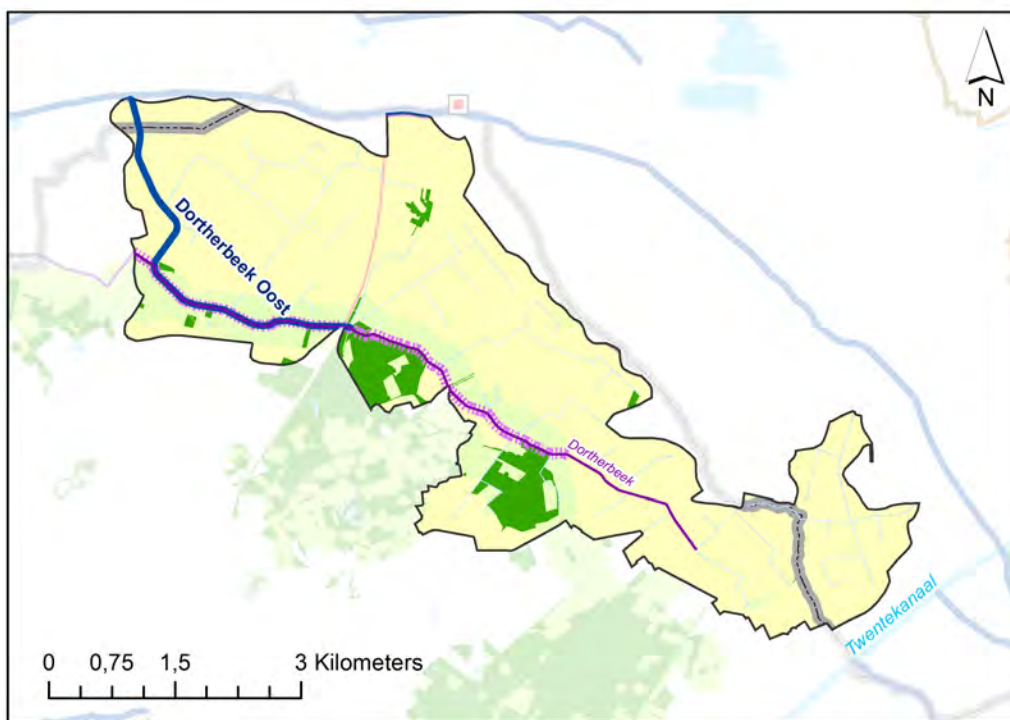 N
Dortherbeek Oost
Dortherbeek
Twentekanaal
0 0,75 1,5 3 Kilometers